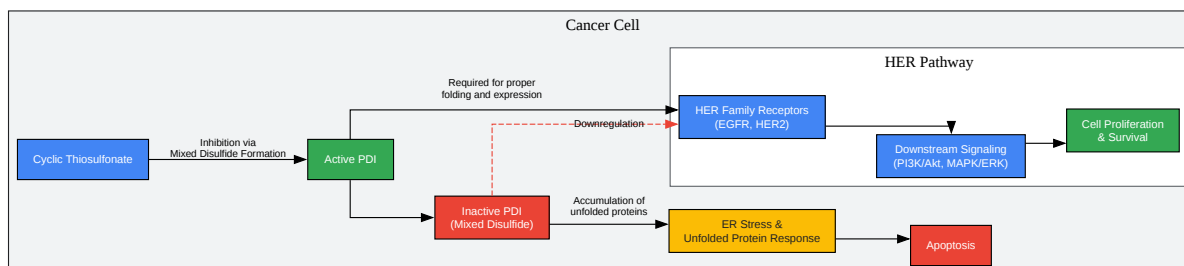 Cancer Cell
HER Pathway
Required for proper
folding and expression
HER Family Receptors
(EGFR, HER2)
Downregulation
Cell Proliferation
& Survival
Inhibition via
Mixed Disulfide Formation
Cyclic Thiosulfonate
Active PDI
Downstream Signaling
(PI3K/Akt, MAPK/ERK)
Inactive PDI
(Mixed Disulfide)
Accumulation of
unfolded proteins
ER Stress &
Unfolded Protein Response
Apoptosis